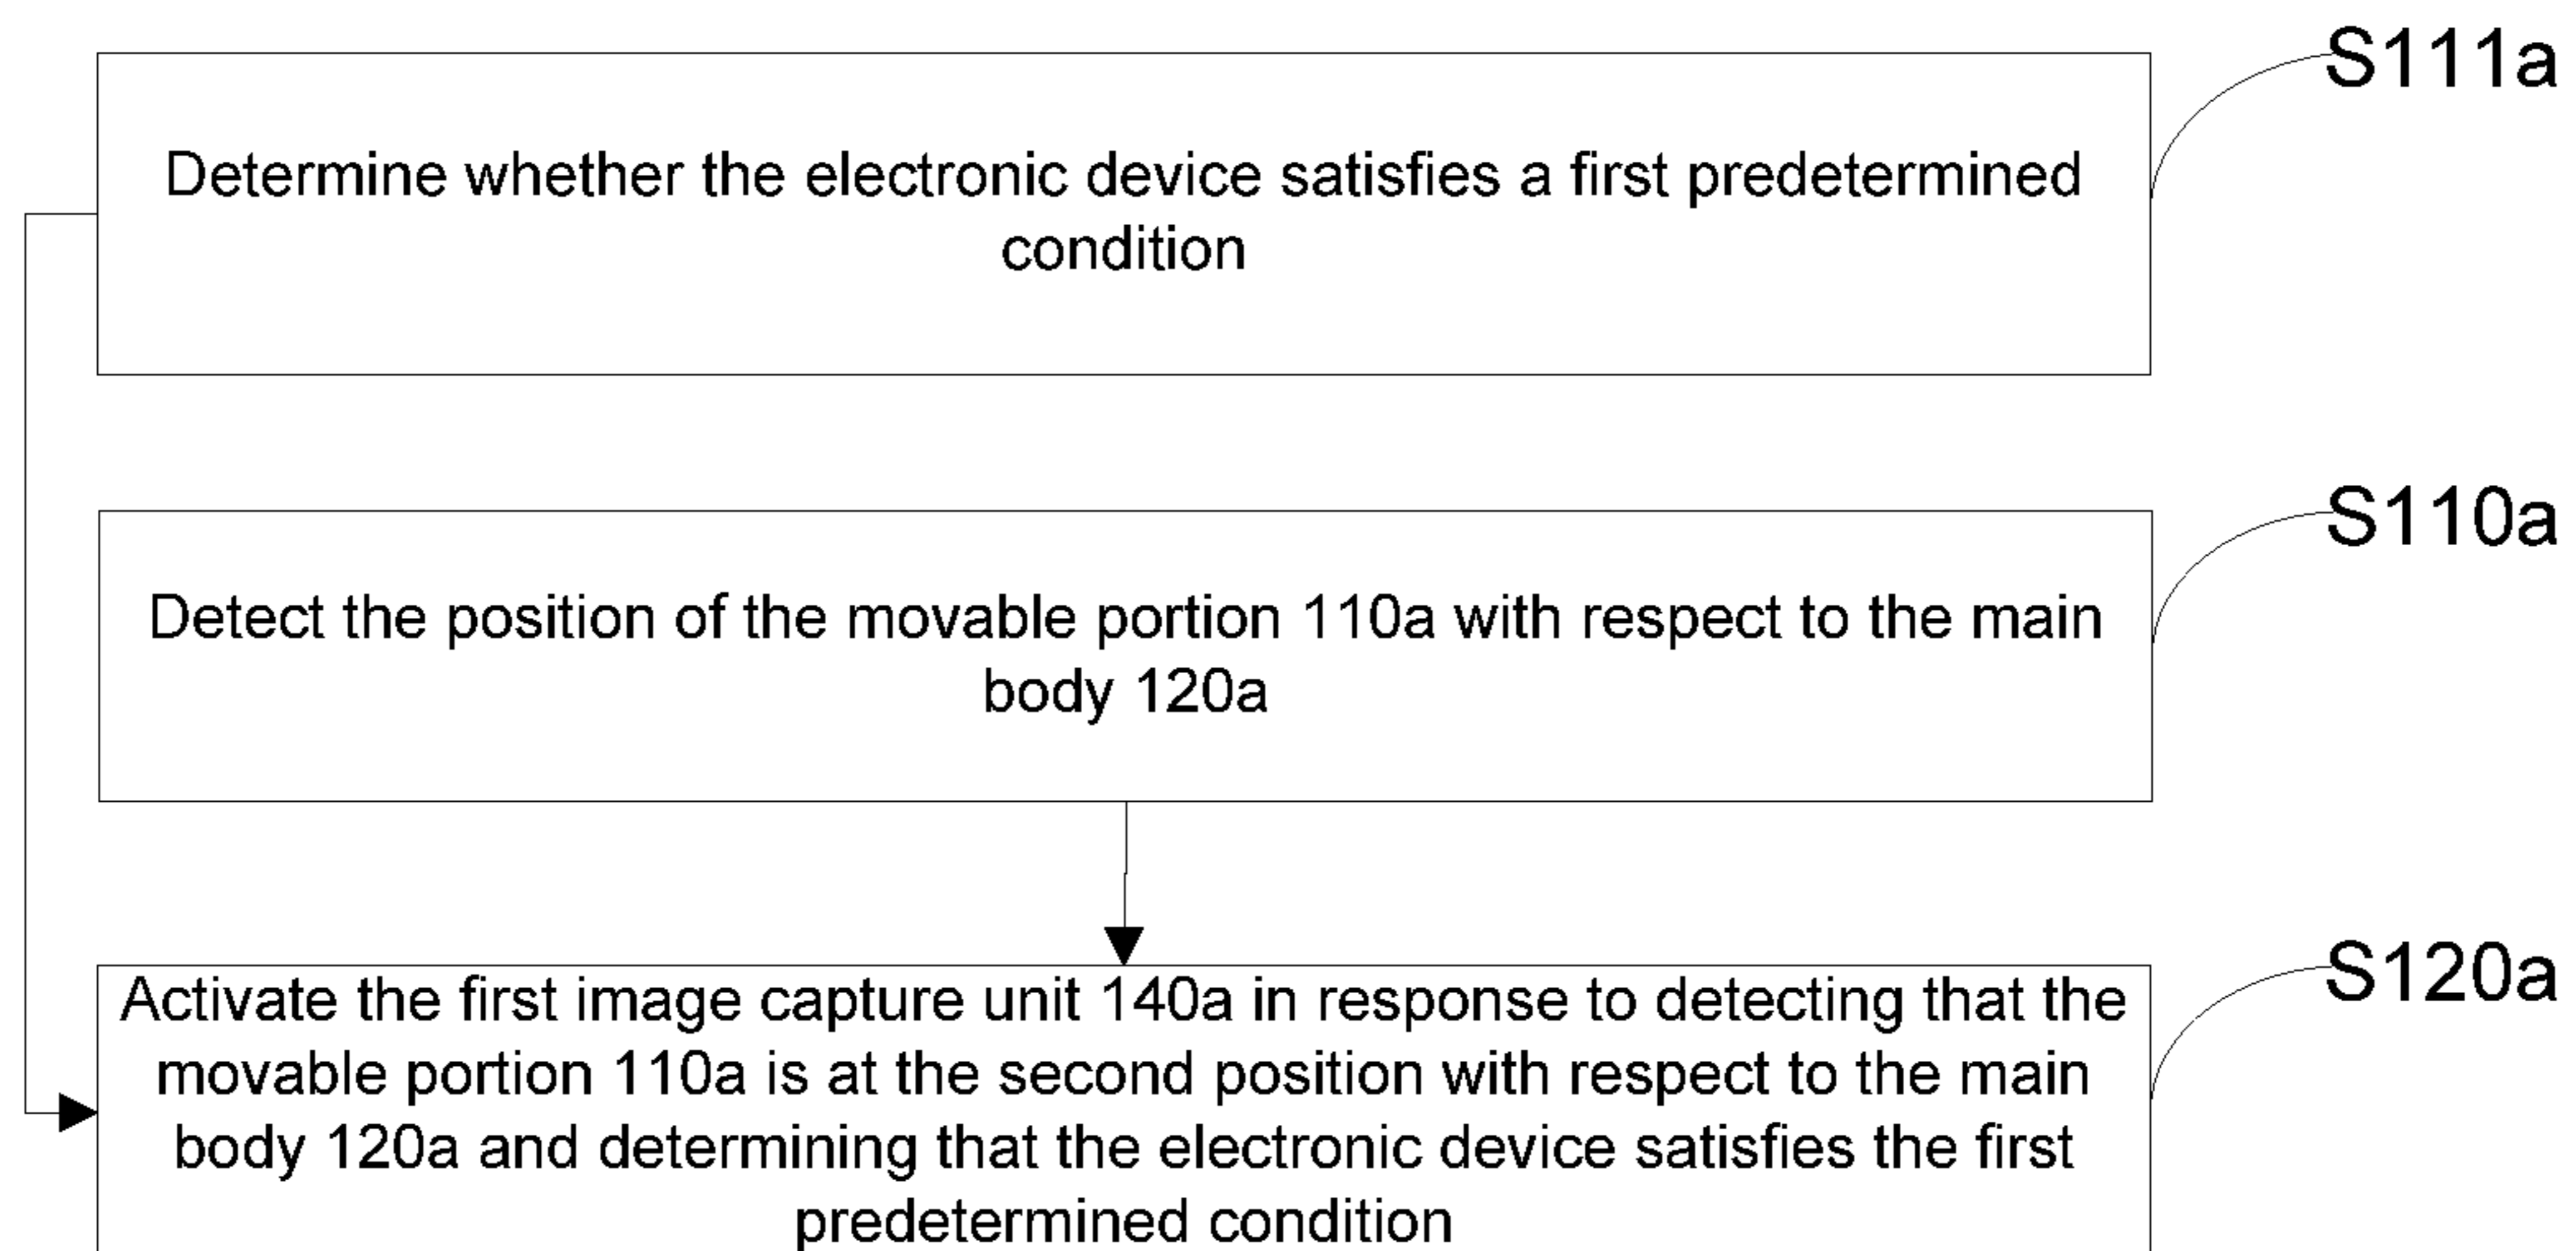 S111a
Determine whether the electronic device satisfies a first predetermined
condition
S110a
Detect the position of the movable portion 110a with respect to the main
body 120a
S120a
Activate the first image capture unit 140a in response to detecting that the
movable portion 110a is at the second position with respect to the main
body 120a and determining that the electronic device satisfies the first
predetermined condition